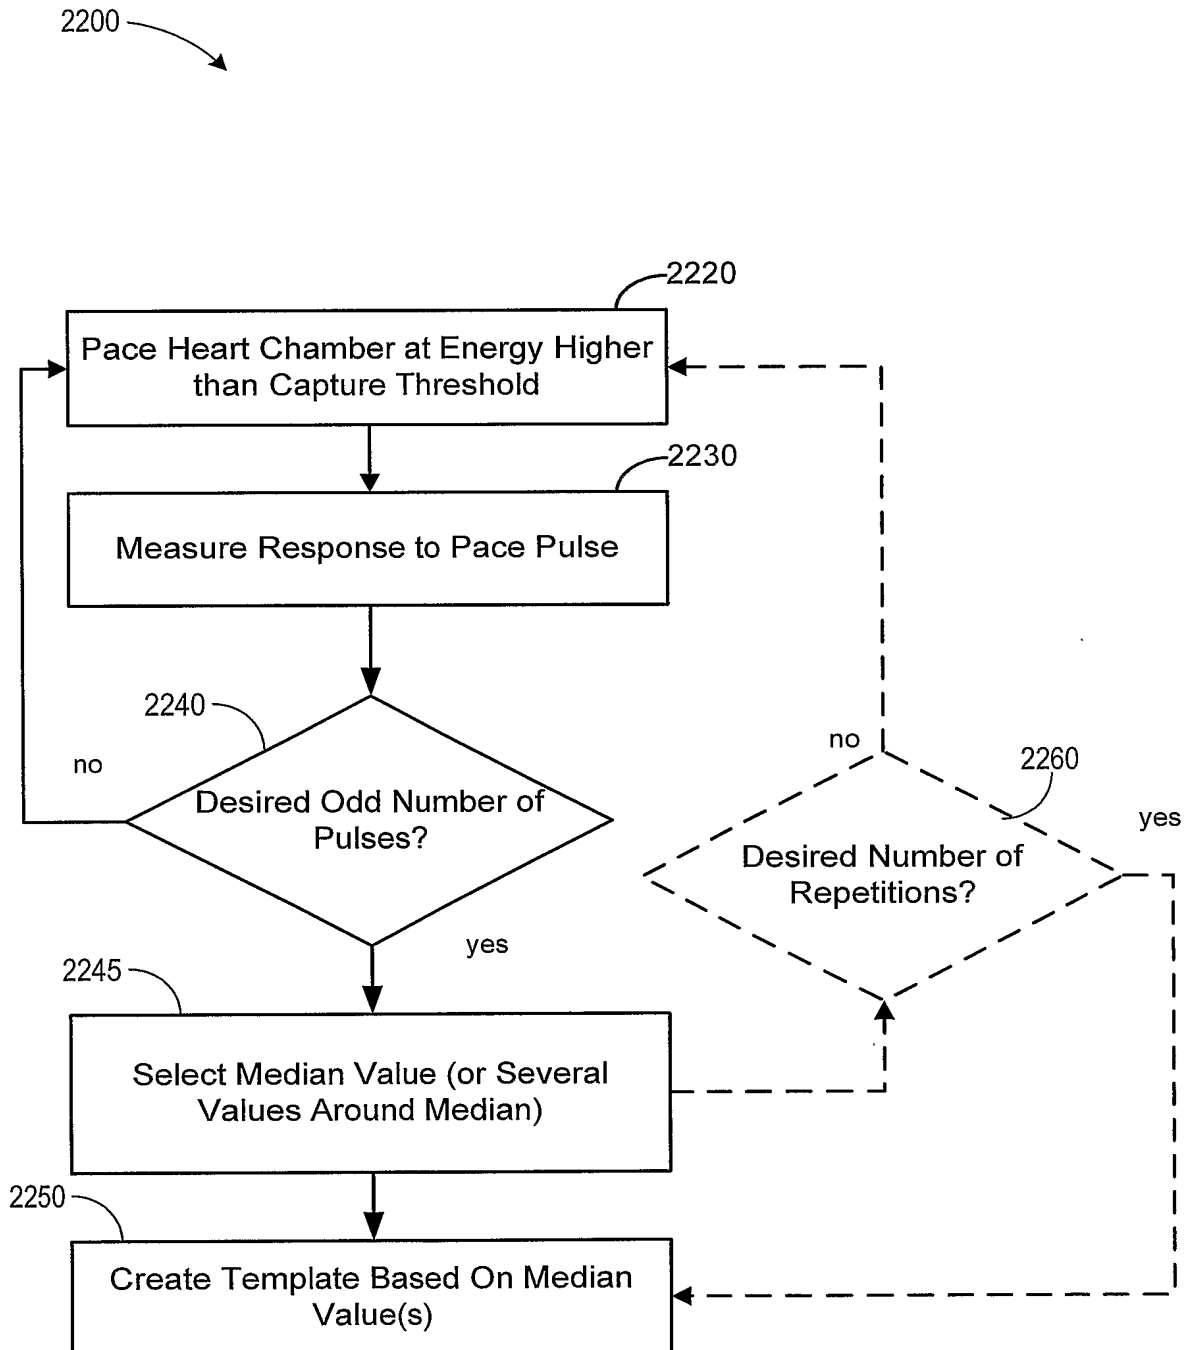 2200
2220
Pace Heart Chamber at Energy Higher
than Capture Threshold
2230
Measure Response to Pace Pulse
2240
no
Desired Odd Number of
Pulses?
yes
no
2260
yes
Desired Number of
Repetitions?
2245
Select Median Value (or Several
Values Around Median)
2250
Create Template Based On Median
Value(s)